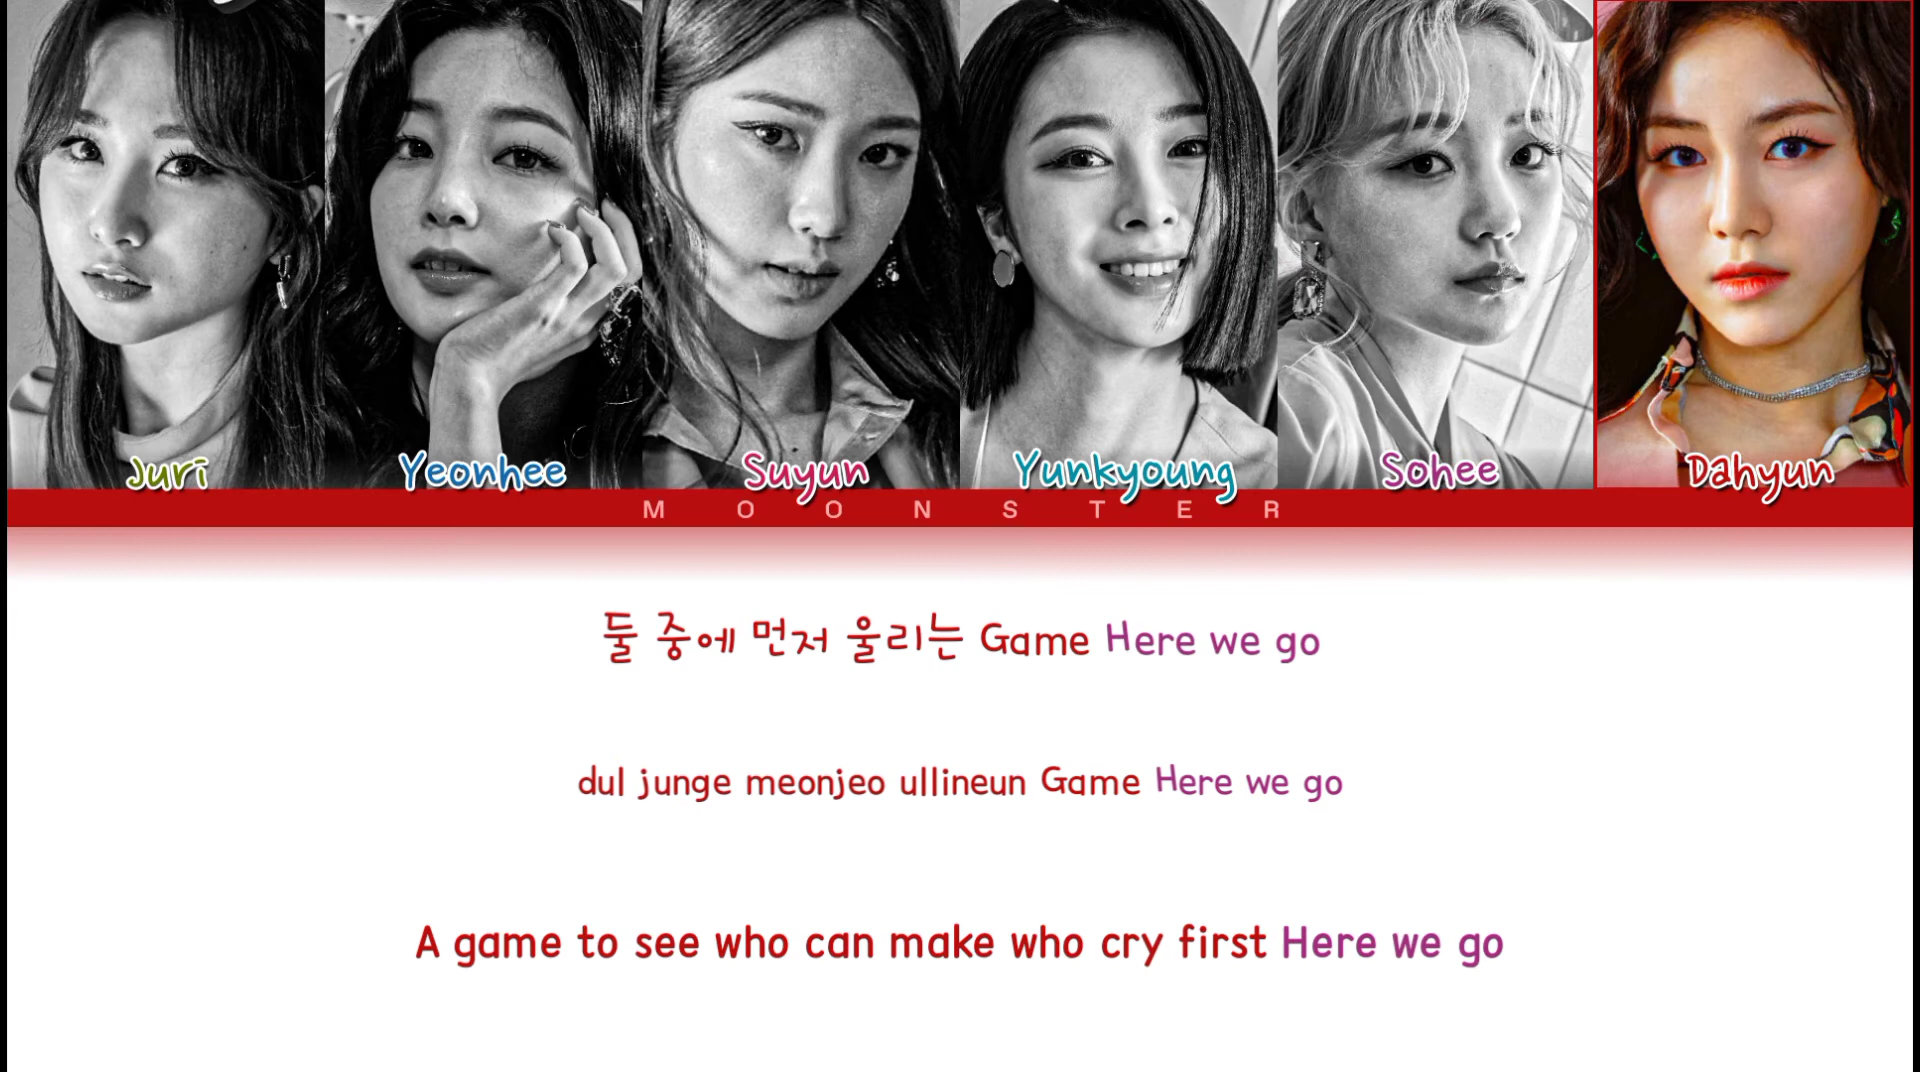 Juri Yeonhee Suyun Yunkyoung Sohee Dahyun
MOONSTER
둘 중에 먼저 울리는 Game Here we go
dul junge meonjeo ullineun Game Here we go
A game to see who can make who cry first Here we go